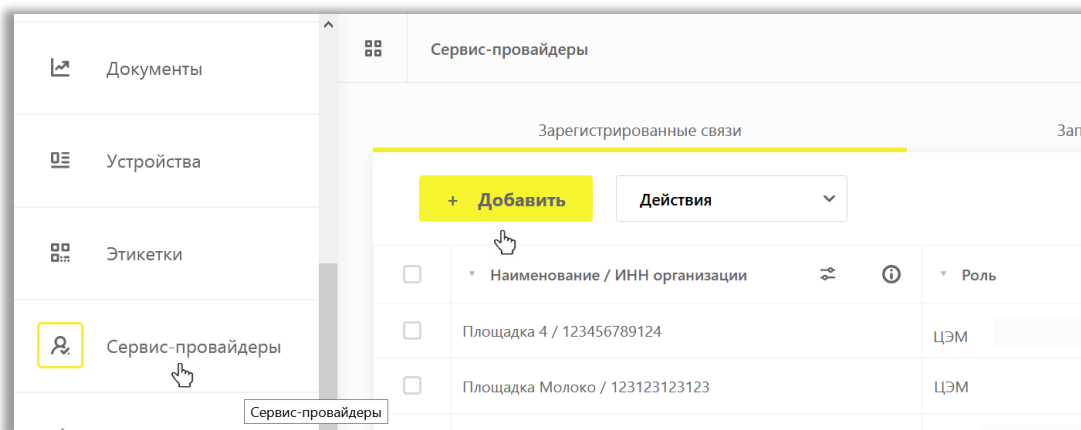 Документы
Устройства
Этикетки
Сервис-провайдеры
Сервис-провайдеры
Сервис-провайдеры
Зарегистрированные связи
Зап
+ Добавить
Действия
Наименование / ИНН организации
Роль
Площадка 4 / 123456789124
ЦЭМ
Площадка Молоко / 123123123123
ЦЭМ